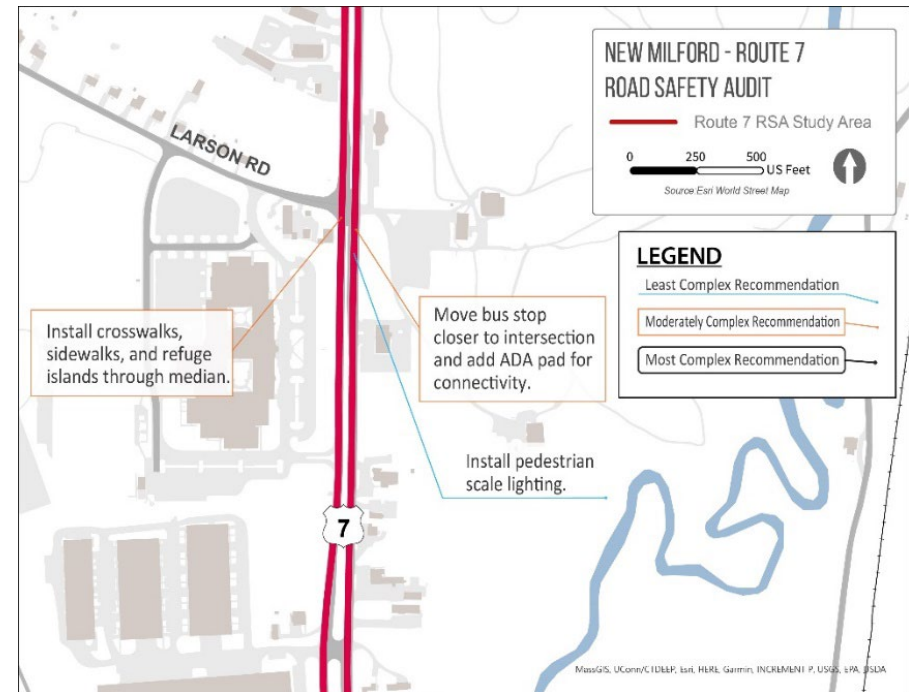 NEW MILFORD - ROUTE 7
ROAD SAFETY AUDIT
Route 7 RSA Study Area
0 250 500
US Feet
Source Esri World Street Map
LEGEND
Least Complex Recommendation
Moderately Complex Recommendation
Most Complex Recommendation
LARSON RD
Install crosswalks,
sidewalks, and refuge
islands through median.
Move bus stop
closer to intersection
and add ADA pad for
connectivity.
Install pedestrian
scale lighting.
7
MassGIS, UConn/CTDEEP, Esri, HERE, Garmin, INCREMENT P, USGS, EPA, USDA